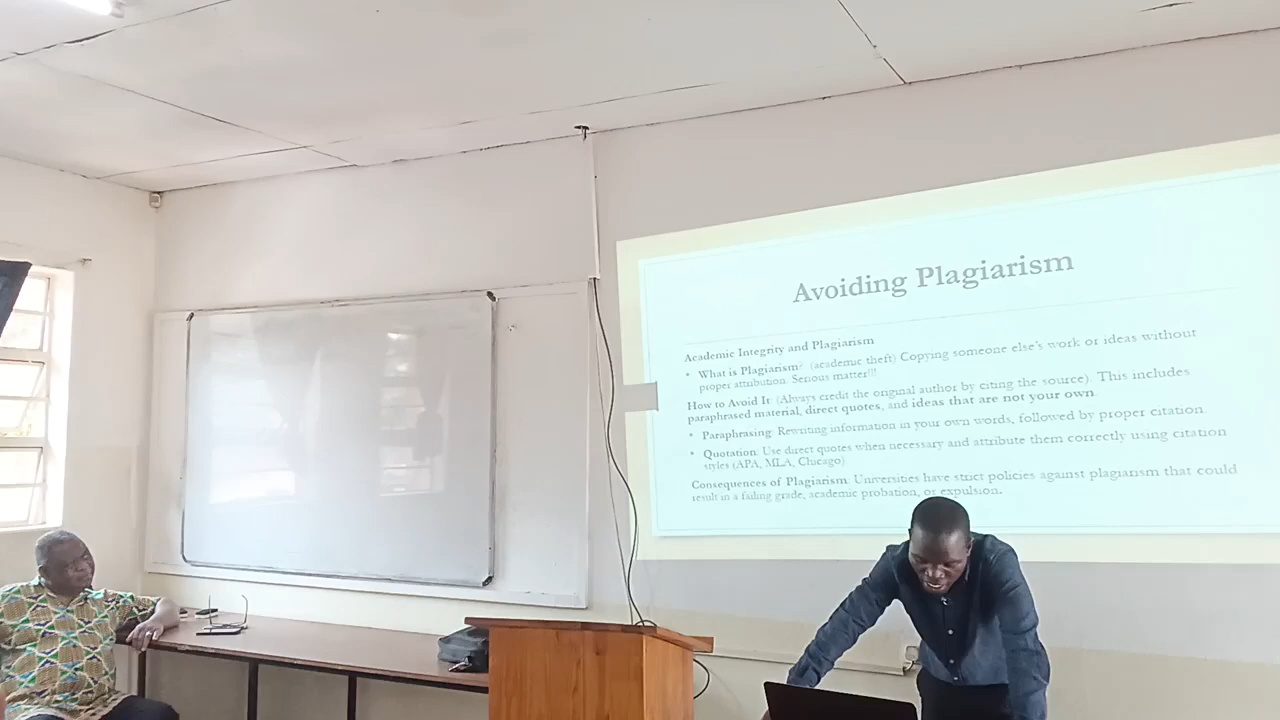 Avoiding Plagiarism
Academic Integrity and Plagiarism
• What is Plagiarism? (academic theft) Copying someone else's work or ideas without
proper attribution. Serious matter!!!
How to Avoid It: (Always credit the original author by citing the source). This includes
paraphrased material, direct quotes, and ideas that are not your own.
• Paraphrasing: Rewriting information in your own words, followed by proper citation.
• Quotation: Use direct quotes when necessary and attribute them correctly using citation
styles (APA, MLA, Chicago)
Consequences of Plagiarism: Universities have strict policies against plagiarism that could
result in a failing grade, academic probation, or expulsion.